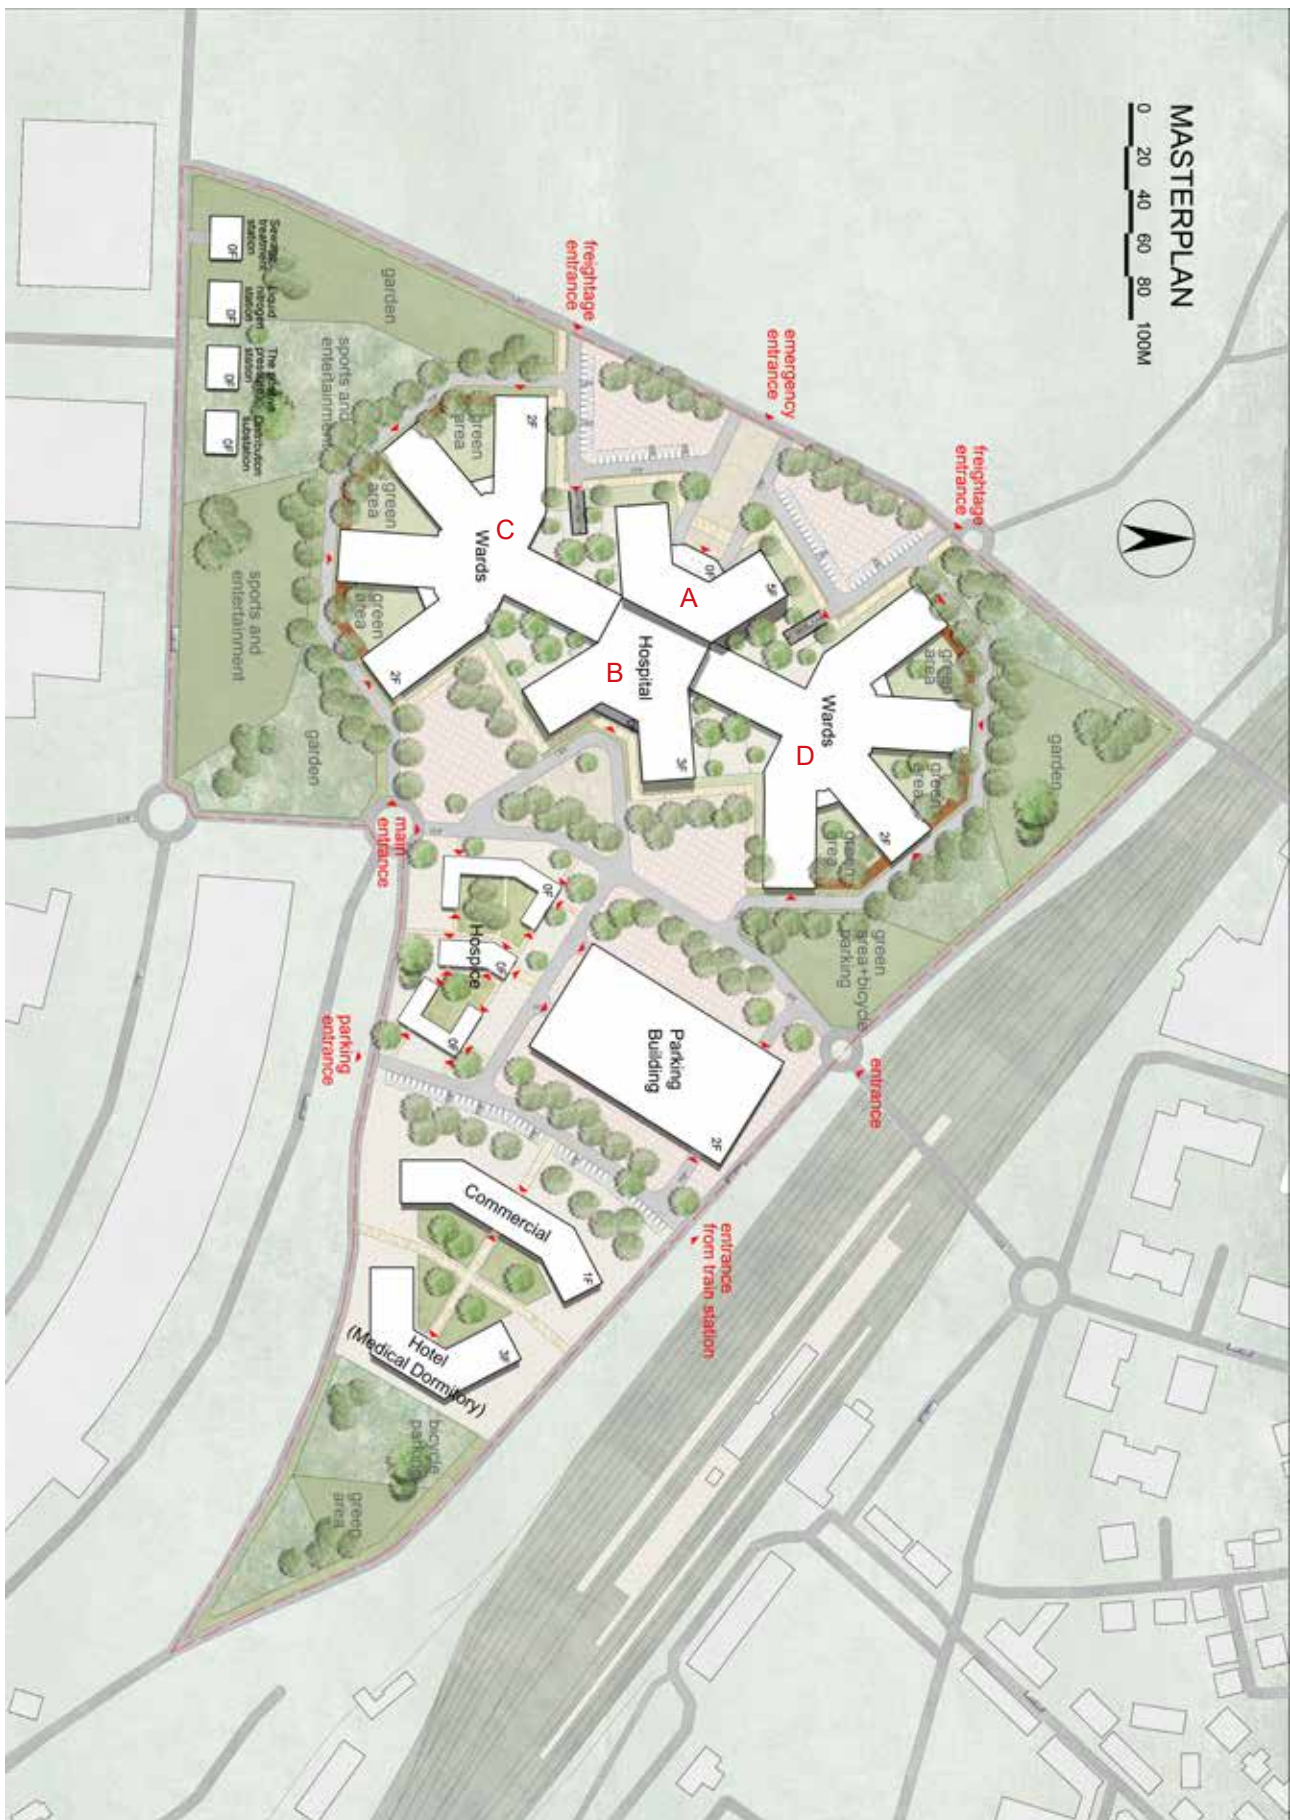 MASTERPLAN
0 20 40 60 80 100M
freightage
entrance
emergency
entrance
freightage
entrance
Sewage
treatment
station
0F
Liquid
nitrogen
station
0F
station
0F
Distribution
substation
0F
garden
sports and
entertainment
sports and
entertainment
garden
green
area
green
area
green
area
2F
C
Wards
2F
A
0F
5F
B
Hospital
3F
D
Wards
2F
green
area
green
area
green
area
garden
green
area+bicycle
parking
main
entrance
0F
Hospice
0F
0F
parking
entrance
Parking
Building
2F
entrance
entrance
from train station
Commercial
1F
Hotel
(Medical Dormitory)
3F
bicycle
parking
green
area